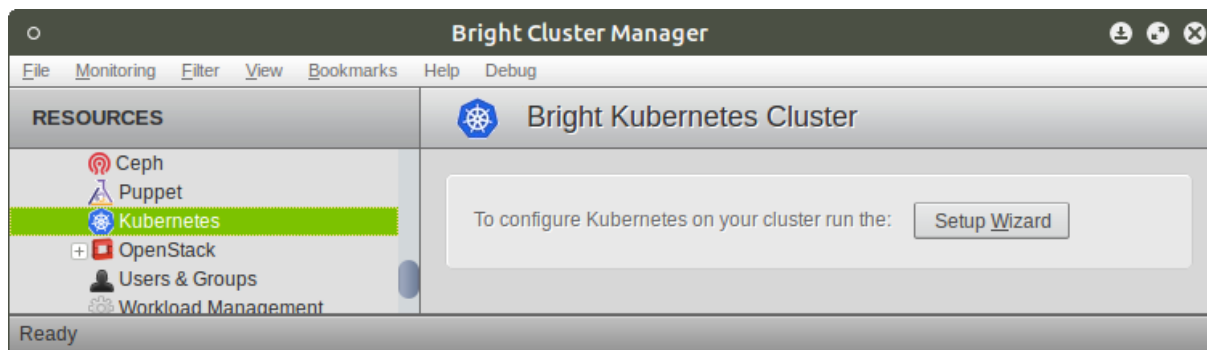 Bright Cluster Manager
File Monitoring Filter View Bookmarks Help Debug
RESOURCES
Bright Kubernetes Cluster
Ceph
Puppet
Kubernetes
To configure Kubernetes on your cluster run the: Setup Wizard
OpenStack
Users & Groups
Workload Management
Ready